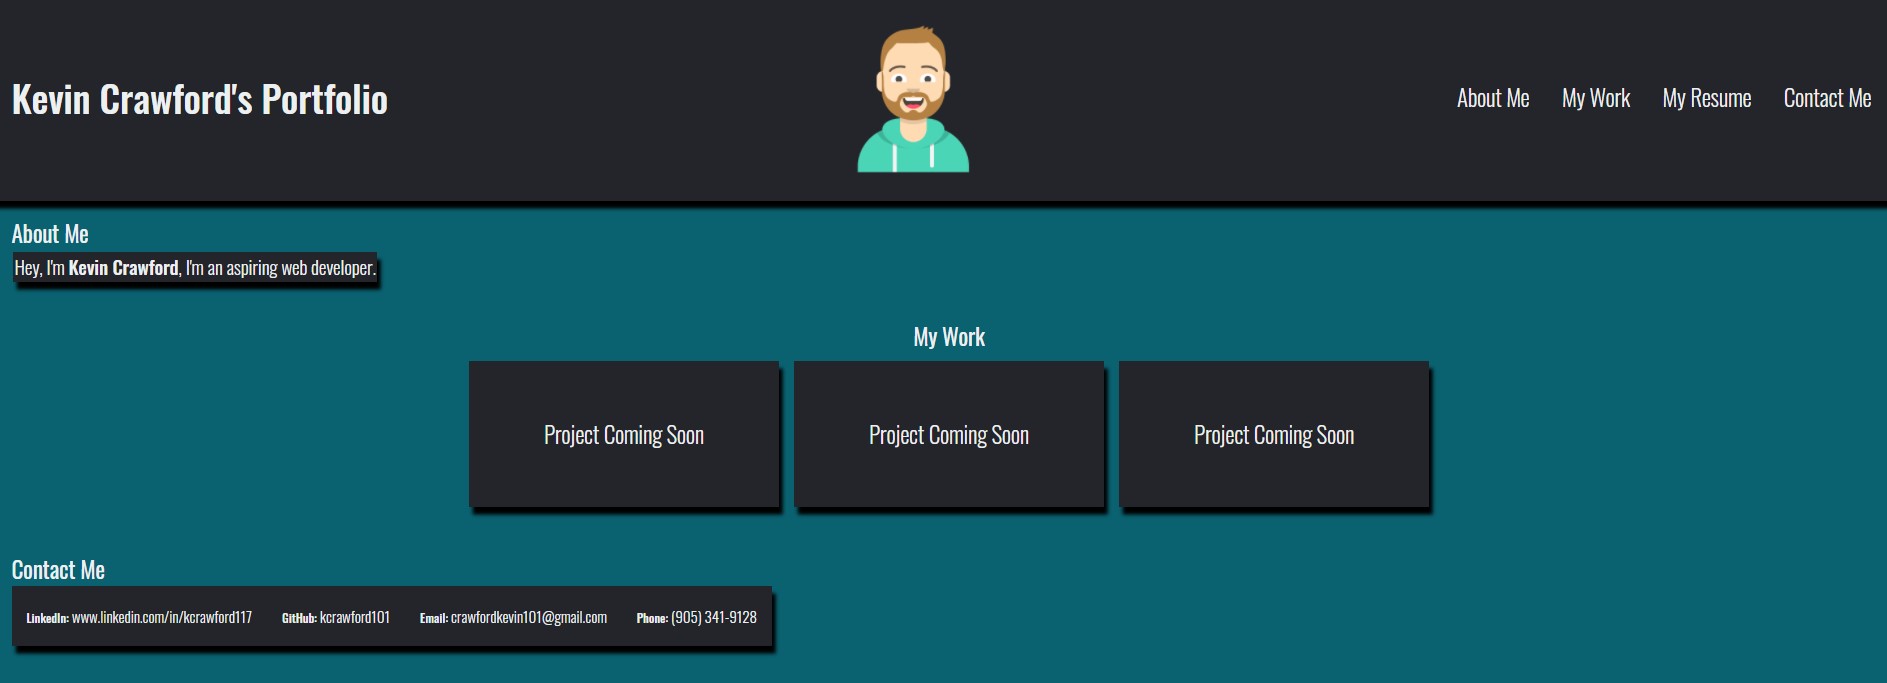 Kevin Crawford's Portfolio
About Me My Work My Resume Contact Me
About Me
Hey, I'm Kevin Crawford, I'm an aspiring web developer.
My Work
Project Coming Soon Project Coming Soon Project Coming Soon
Contact Me
LinkedIn: www.linkedin.com/in/kcrawford117 GitHub: kcrawford101 Email: crawfordkevin101@gmail.com Phone: (905) 341-9128